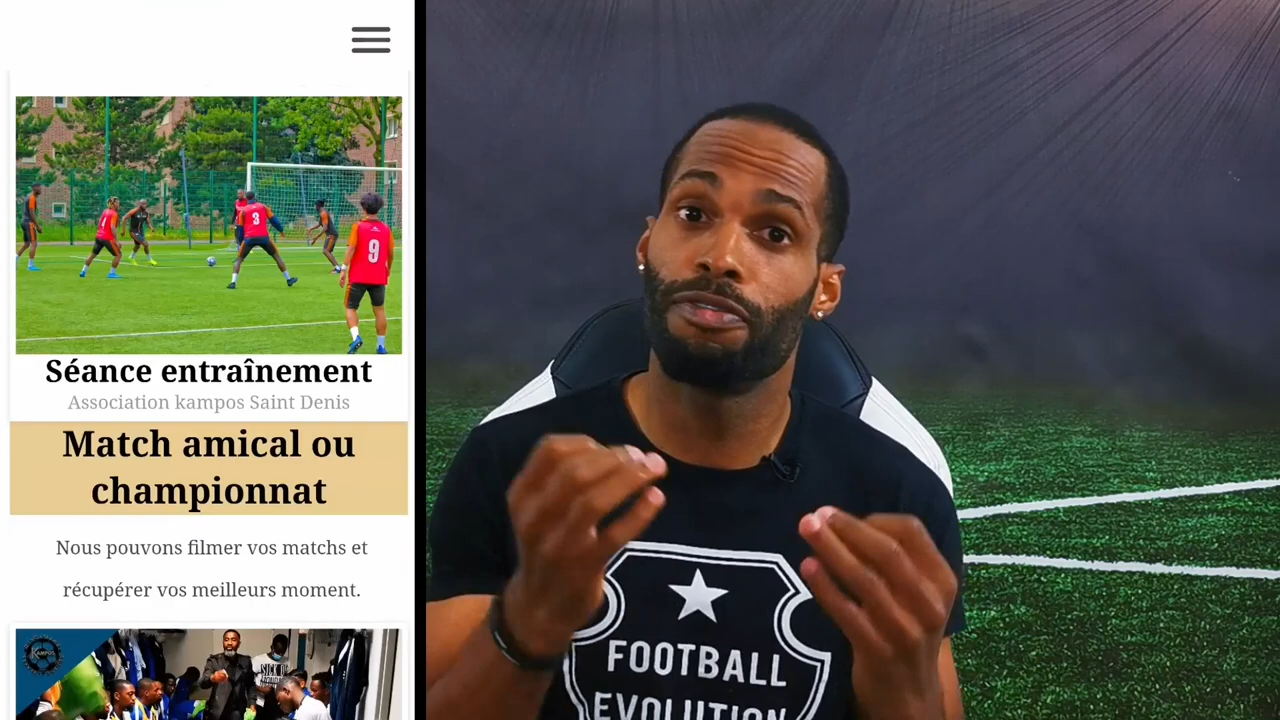 Séance entraînement
Association kampos Saint Denis
Match amical ou
championnat
Nous pouvons filmer vos matchs et
récupérer vos meilleurs moment.
3
9
KAMPOS
FOOTBALL
EVOLUTION